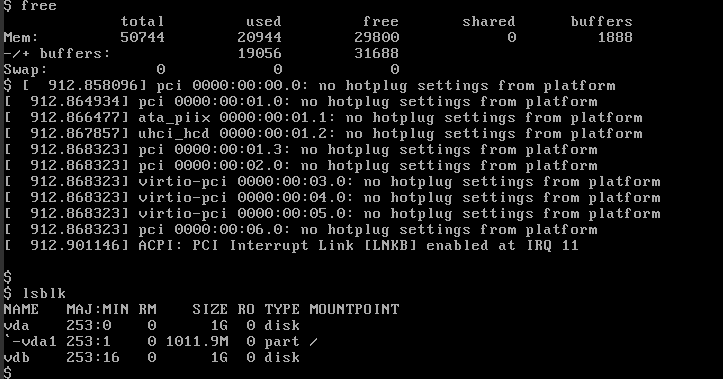 $ free
             total         used         free       shared      buffers
Mem:         50744        20944        29800            0         1888
-/+ buffers:              19056        31688
Swap:            0            0            0
$ [  912.858096] pci 0000:00:00.0: no hotplug settings from platform
[  912.864934] pci 0000:00:01.0: no hotplug settings from platform
[  912.866477] ata_piix 0000:00:01.1: no hotplug settings from platform
[  912.867857] uhci_hcd 0000:00:01.2: no hotplug settings from platform
[  912.868323] pci 0000:00:01.3: no hotplug settings from platform
[  912.868323] pci 0000:00:02.0: no hotplug settings from platform
[  912.868323] virtio-pci 0000:00:03.0: no hotplug settings from platform
[  912.868323] virtio-pci 0000:00:04.0: no hotplug settings from platform
[  912.868323] virtio-pci 0000:00:05.0: no hotplug settings from platform
[  912.868323] pci 0000:00:06.0: no hotplug settings from platform
[  912.901146] ACPI: PCI Interrupt Link [LNKB] enabled at IRQ 11
$
$ lsblk
NAME   MAJ:MIN RM    SIZE RO TYPE MOUNTPOINT
vda    253:0    0      1G  0 disk
`-vda1 253:1    0 1011.9M  0 part /
vdb    253:16   0      1G  0 disk
$